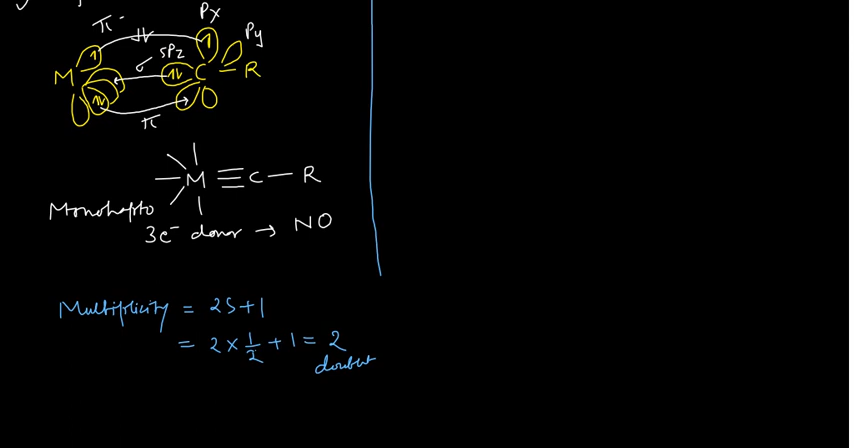 Px
π
Py
σ SPz
M C – R
π
M ≡ C – R
Monohapto
3e⁻ donor → NO
Multiplicity = 2S + 1
= 2 × 1/2 + 1 = 2
doublet